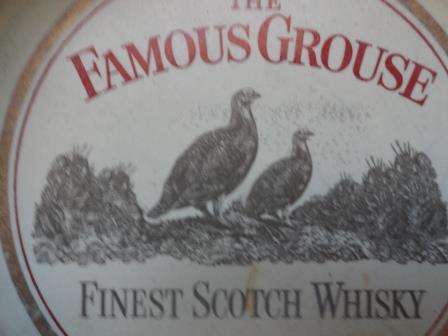 THE
FAMOUS GROUSE
FINEST SCOTCH WHISKY